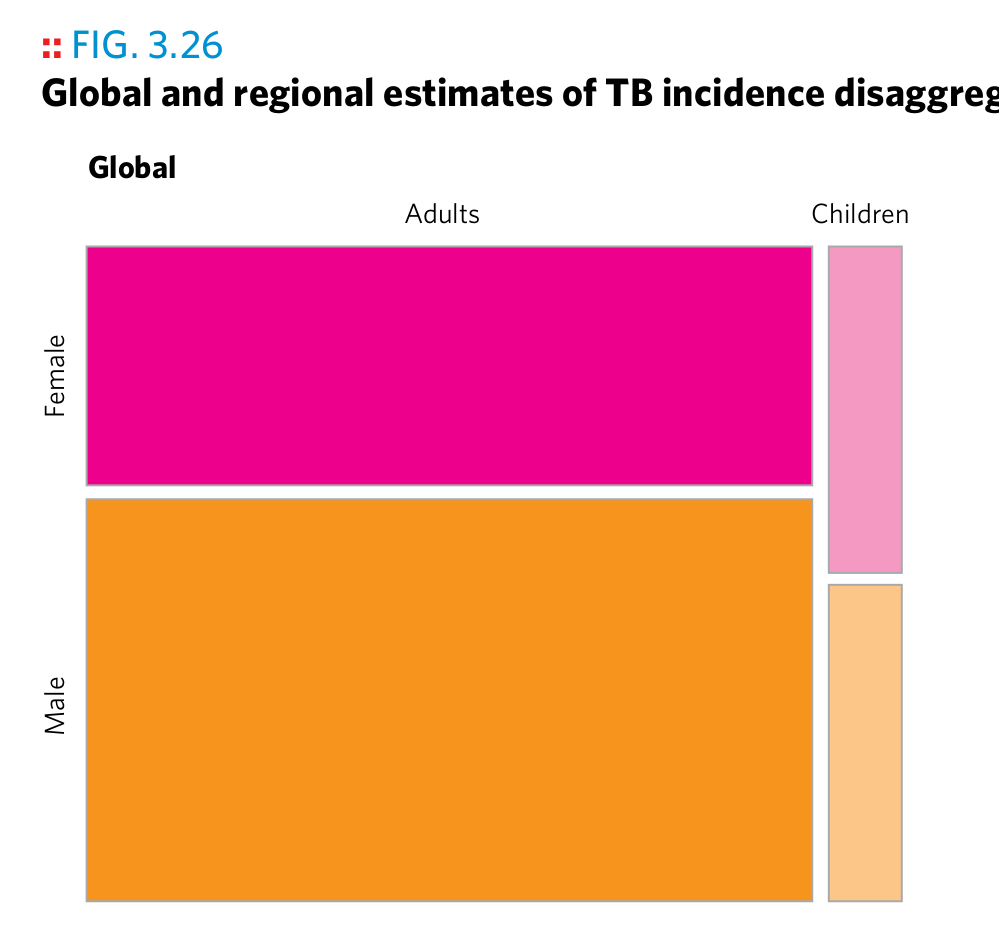 FIG. 3.26
Global and regional estimates of TB incidence disaggreg
Global
Adults Children
Female
Male